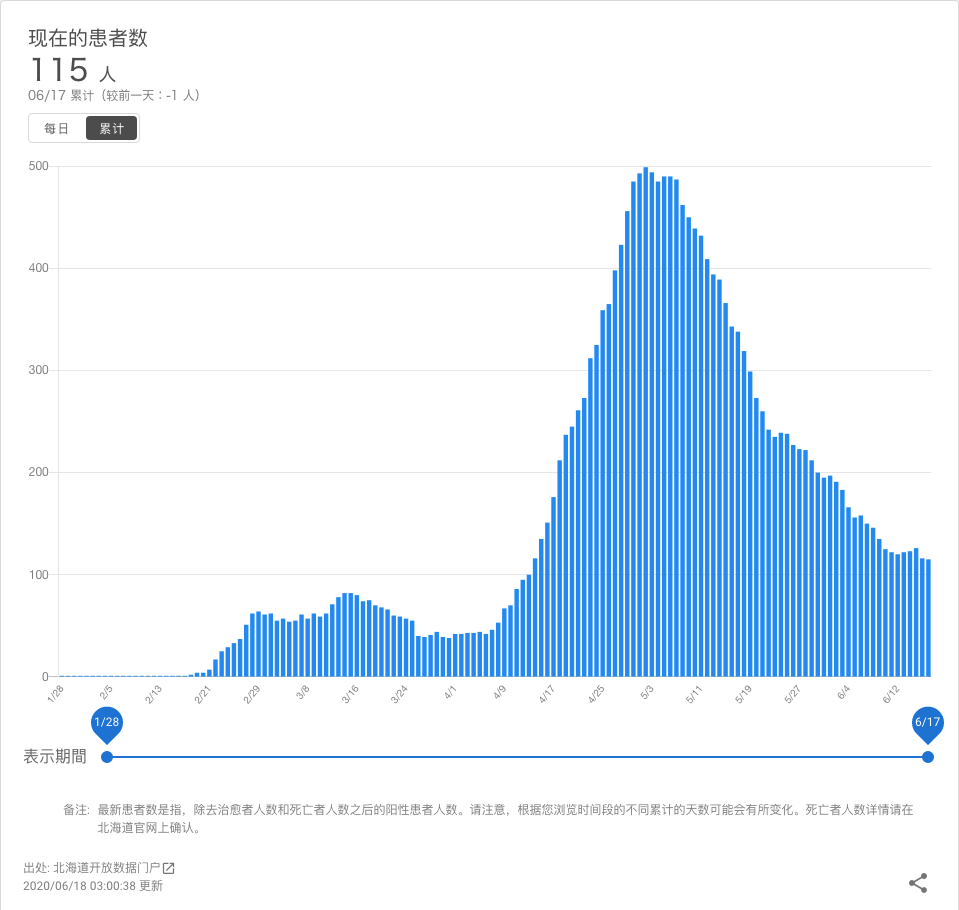 现在的患者数
115 人
06/17 累计（较前一天：-1 人）
每日 累计
500
400
300
200
100
0
1/28 2/5 2/13 2/21 2/29 3/8 3/16 3/24 4/1 4/9 4/17 4/25 5/3 5/11 5/19 5/27 6/4 6/12
1/28 6/17
表示期間
备注: 最新患者数是指，除去治愈者人数和死亡者人数之后的阳性患者人数。请注意，根据您浏览时间段的不同累计的天数可能会有所变化。死亡者人数详情请在
北海道官网上确认。
出处: 北海道开放数据门户
2020/06/18 03:00:38 更新